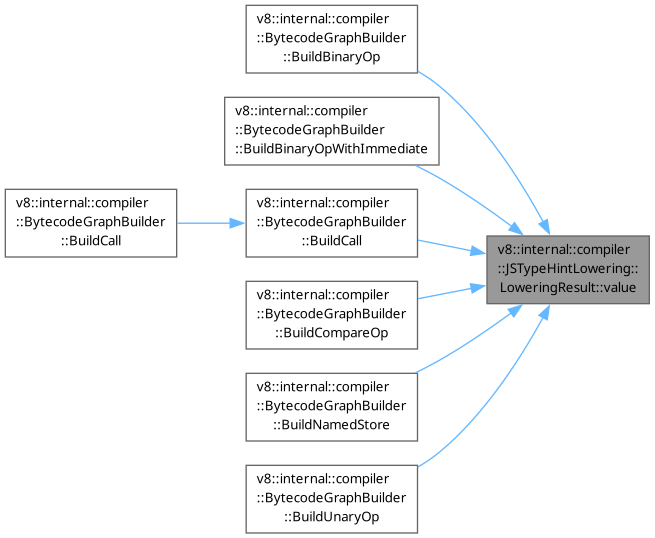 v8::internal::compiler
::BytecodeGraphBuilder
::BuildBinaryOp
v8::internal::compiler
::BytecodeGraphBuilder
::BuildBinaryOpWithImmediate
v8::internal::compiler
::BytecodeGraphBuilder
::BuildCall
v8::internal::compiler
::BytecodeGraphBuilder
::BuildCall
v8::internal::compiler
::JSTypeHintLowering::
LoweringResult::value
v8::internal::compiler
::BytecodeGraphBuilder
::BuildCompareOp
v8::internal::compiler
::BytecodeGraphBuilder
::BuildNamedStore
v8::internal::compiler
::BytecodeGraphBuilder
::BuildUnaryOp